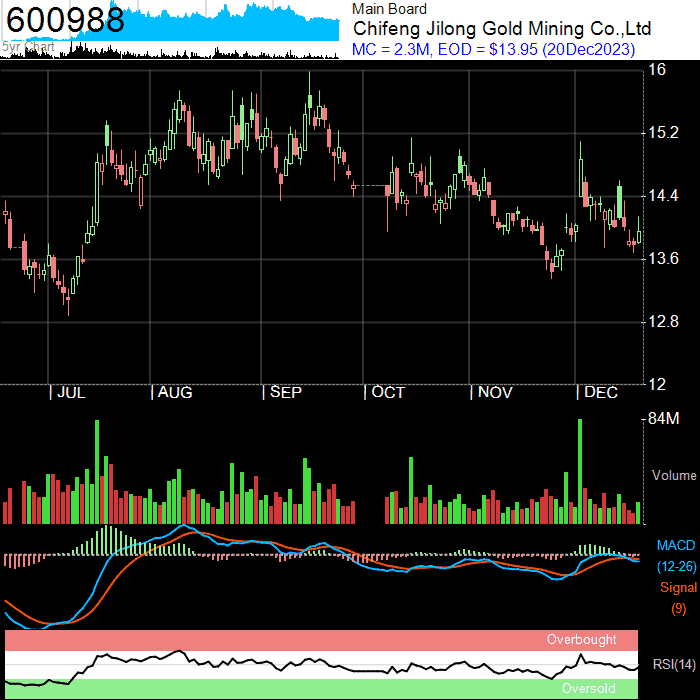 600988
5yr Chart
Main Board
Chifeng Jilong Gold Mining Co.,Ltd
MC = 2.3M, EOD = $13.95 (20Dec2023)
16
15.2
14.4
13.6
12.8
12
JUL AUG SEP OCT NOV DEC
84M
Volume
MACD
(12-26)
Signal
(9)
Overbought
RSI(14)
Oversold